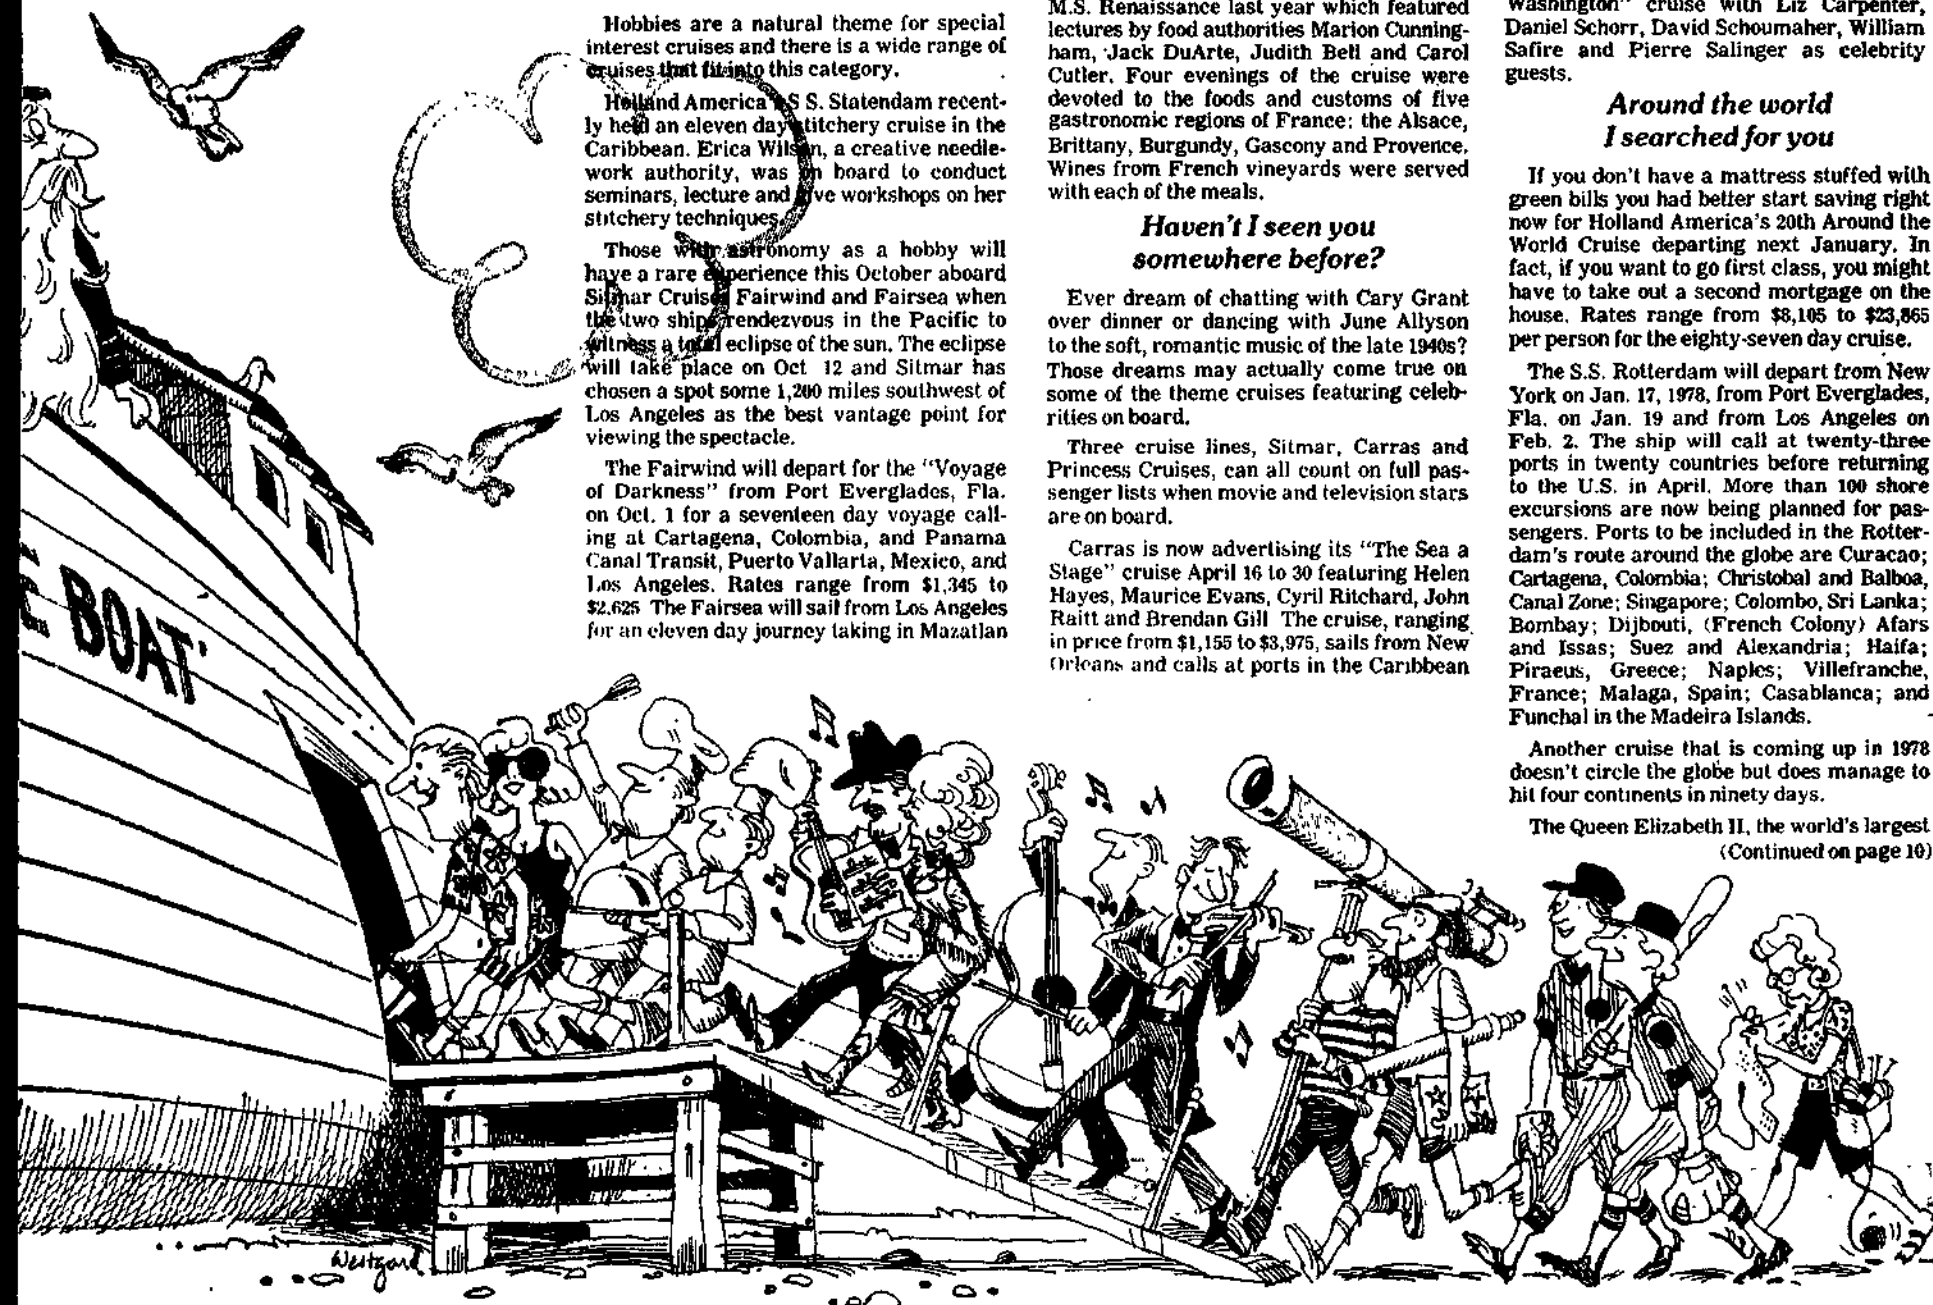 Hobbies are a natural theme for special
interest cruises and there is a wide range of
cruises that fit into this category.
Holland America's S S. Statendam recent-
ly held an eleven day stitchery cruise in the
Caribbean. Erica Wilson, a creative needle-
work authority, was on board to conduct
seminars, lecture and give workshops on her
stitchery techniques.
Those with astronomy as a hobby will
have a rare experience this October aboard
Sitmar Cruises Fairwind and Fairsea when
the two ships rendezvous in the Pacific to
witness a total eclipse of the sun. The eclipse
will take place on Oct 12 and Sitmar has
chosen a spot some 1,200 miles southwest of
Los Angeles as the best vantage point for
viewing the spectacle.
The Fairwind will depart for the "Voyage
of Darkness" from Port Everglades, Fla.
on Oct. 1 for a seventeen day voyage call-
ing at Cartagena, Colombia, and Panama
Canal Transit, Puerto Vallarta, Mexico, and
Los Angeles. Rates range from $1,345 to
$2,625 The Fairsea will sail from Los Angeles
for an eleven day journey taking in Mazatlan
M.S. Renaissance last year which featured
lectures by food authorities Marion Cunning-
ham, Jack DuArte, Judith Bell and Carol
Cutler. Four evenings of the cruise were
devoted to the foods and customs of five
gastronomic regions of France: the Alsace,
Brittany, Burgundy, Gascony and Provence.
Wines from French vineyards were served
with each of the meals.
Haven't I seen you
somewhere before?
Ever dream of chatting with Cary Grant
over dinner or dancing with June Allyson
to the soft, romantic music of the late 1940s?
Those dreams may actually come true on
some of the theme cruises featuring celeb-
rities on board.
Three cruise lines, Sitmar, Carras and
Princess Cruises, can all count on full pas-
senger lists when movie and television stars
are on board.
Carras is now advertising its "The Sea a
Stage" cruise April 16 to 30 featuring Helen
Hayes, Maurice Evans, Cyril Ritchard, John
Raitt and Brendan Gill The cruise, ranging
in price from $1,155 to $3,975, sails from New
Orleans and calls at ports in the Caribbean
Washington" cruise with Liz Carpenter,
Daniel Schorr, David Schoumaher, William
Safire and Pierre Salinger as celebrity
guests.
Around the world
I searched for you
If you don't have a mattress stuffed with
green bills you had better start saving right
now for Holland America's 20th Around the
World Cruise departing next January. In
fact, if you want to go first class, you might
have to take out a second mortgage on the
house. Rates range from $8,105 to $23,865
per person for the eighty-seven day cruise.
The S.S. Rotterdam will depart from New
York on Jan. 17, 1978, from Port Everglades,
Fla. on Jan. 19 and from Los Angeles on
Feb. 2. The ship will call at twenty-three
ports in twenty countries before returning
to the U.S. in April. More than 100 shore
excursions are now being planned for pas-
sengers. Ports to be included in the Rotter-
dam's route around the globe are Curacao;
Cartagena, Colombia; Christobal and Balboa,
Canal Zone; Singapore; Colombo, Sri Lanka;
Bombay; Dijbouti, (French Colony) Afars
and Issas; Suez and Alexandria; Haifa;
Piraeus, Greece; Naples; Villefranche,
France; Malaga, Spain; Casablanca; and
Funchal in the Madeira Islands.
Another cruise that is coming up in 1978
doesn't circle the globe but does manage to
hit four continents in ninety days.
The Queen Elizabeth II, the world's largest
(Continued on page 10)
BOAT'
Westgard